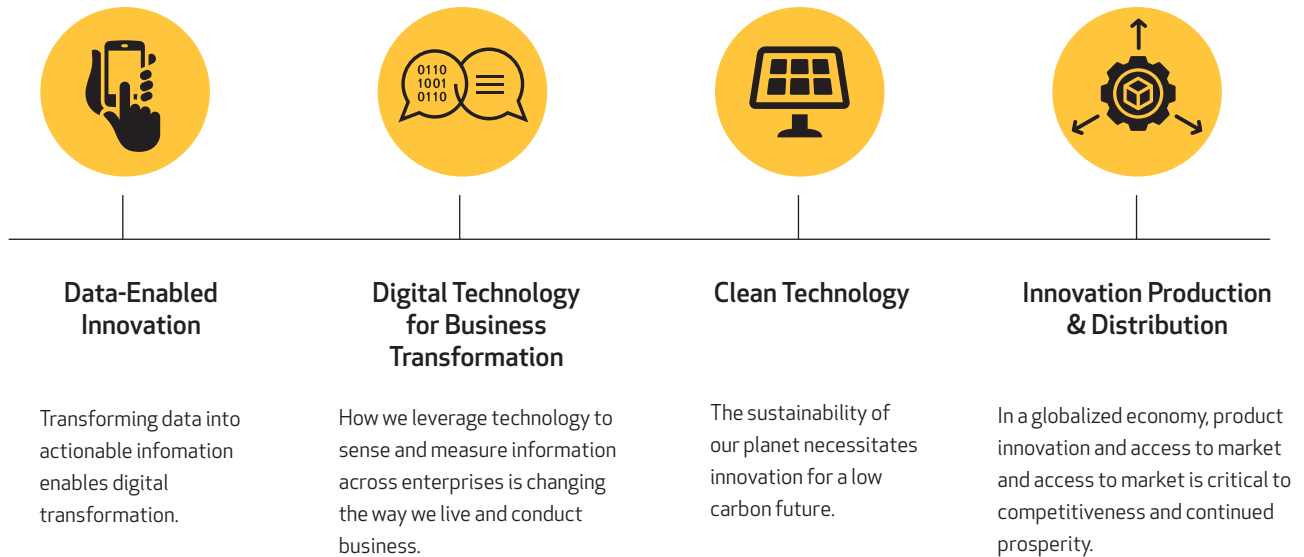 0110
1001
0110
Data-Enabled
Innovation
Transforming data into
actionable infomation
enables digital
transformation.
Digital Technology
for Business
Transformation
How we leverage technology to
sense and measure information
across enterprises is changing
the way we live and conduct
business.
Clean Technology
The sustainability of
our planet necessitates
innovation for a low
carbon future.
Innovation Production
& Distribution
In a globalized economy, product
innovation and access to market
and access to market is critical to
competitiveness and continued
prosperity.